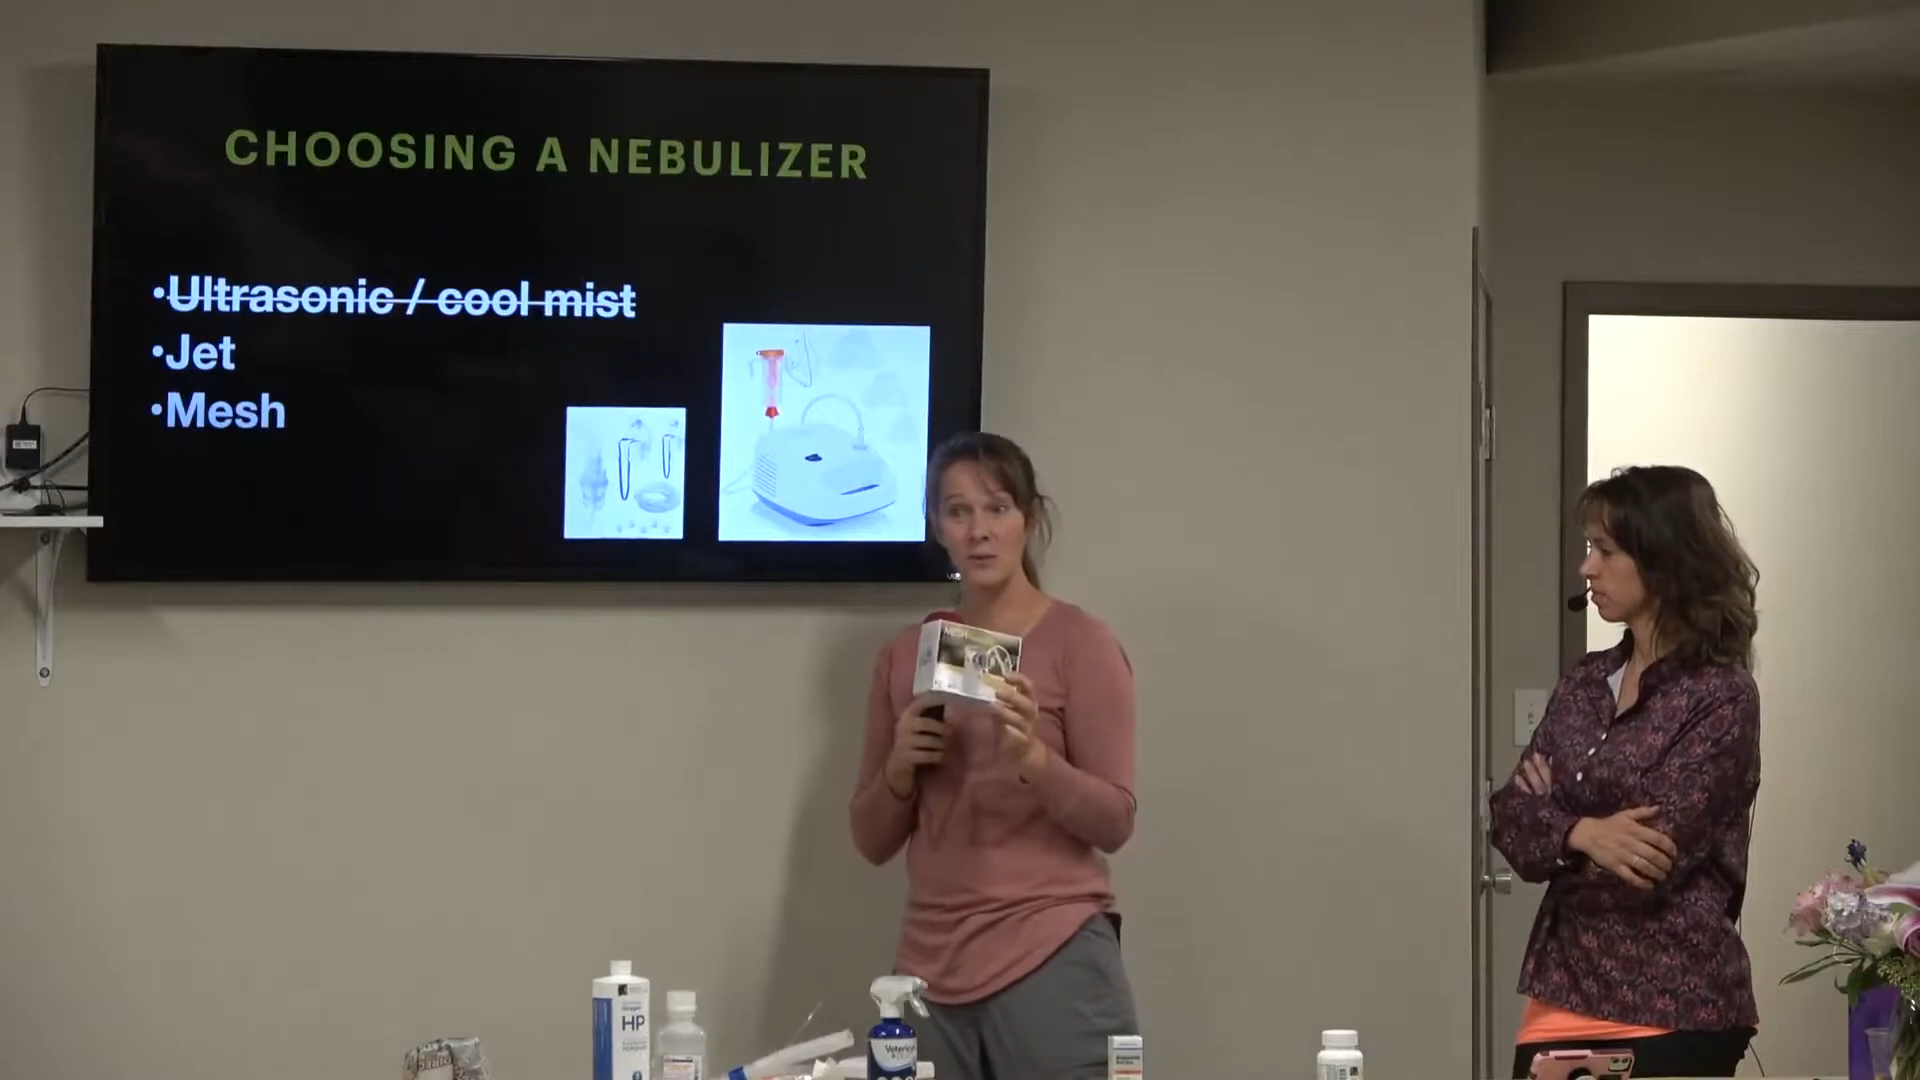 CHOOSING A NEBULIZER
•Ultrasonic / cool mist
•Jet
•Mesh
MESH
HP